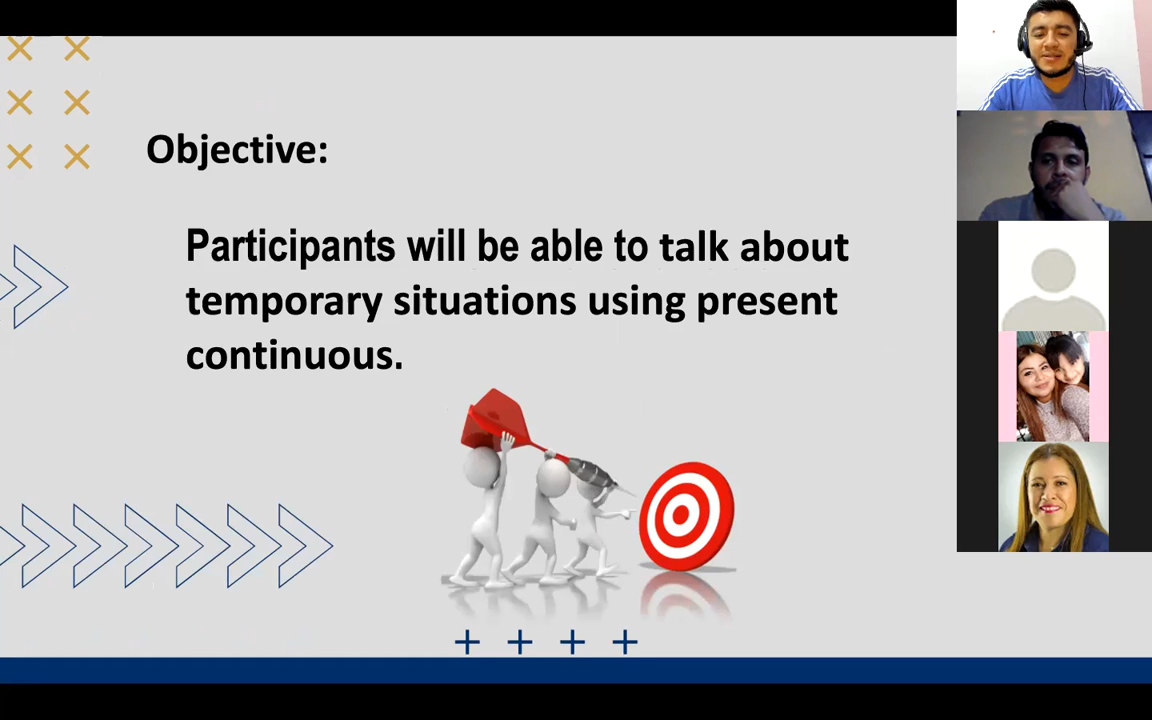 Objective:
Participants will be able to talk about
temporary situations using present
continuous.